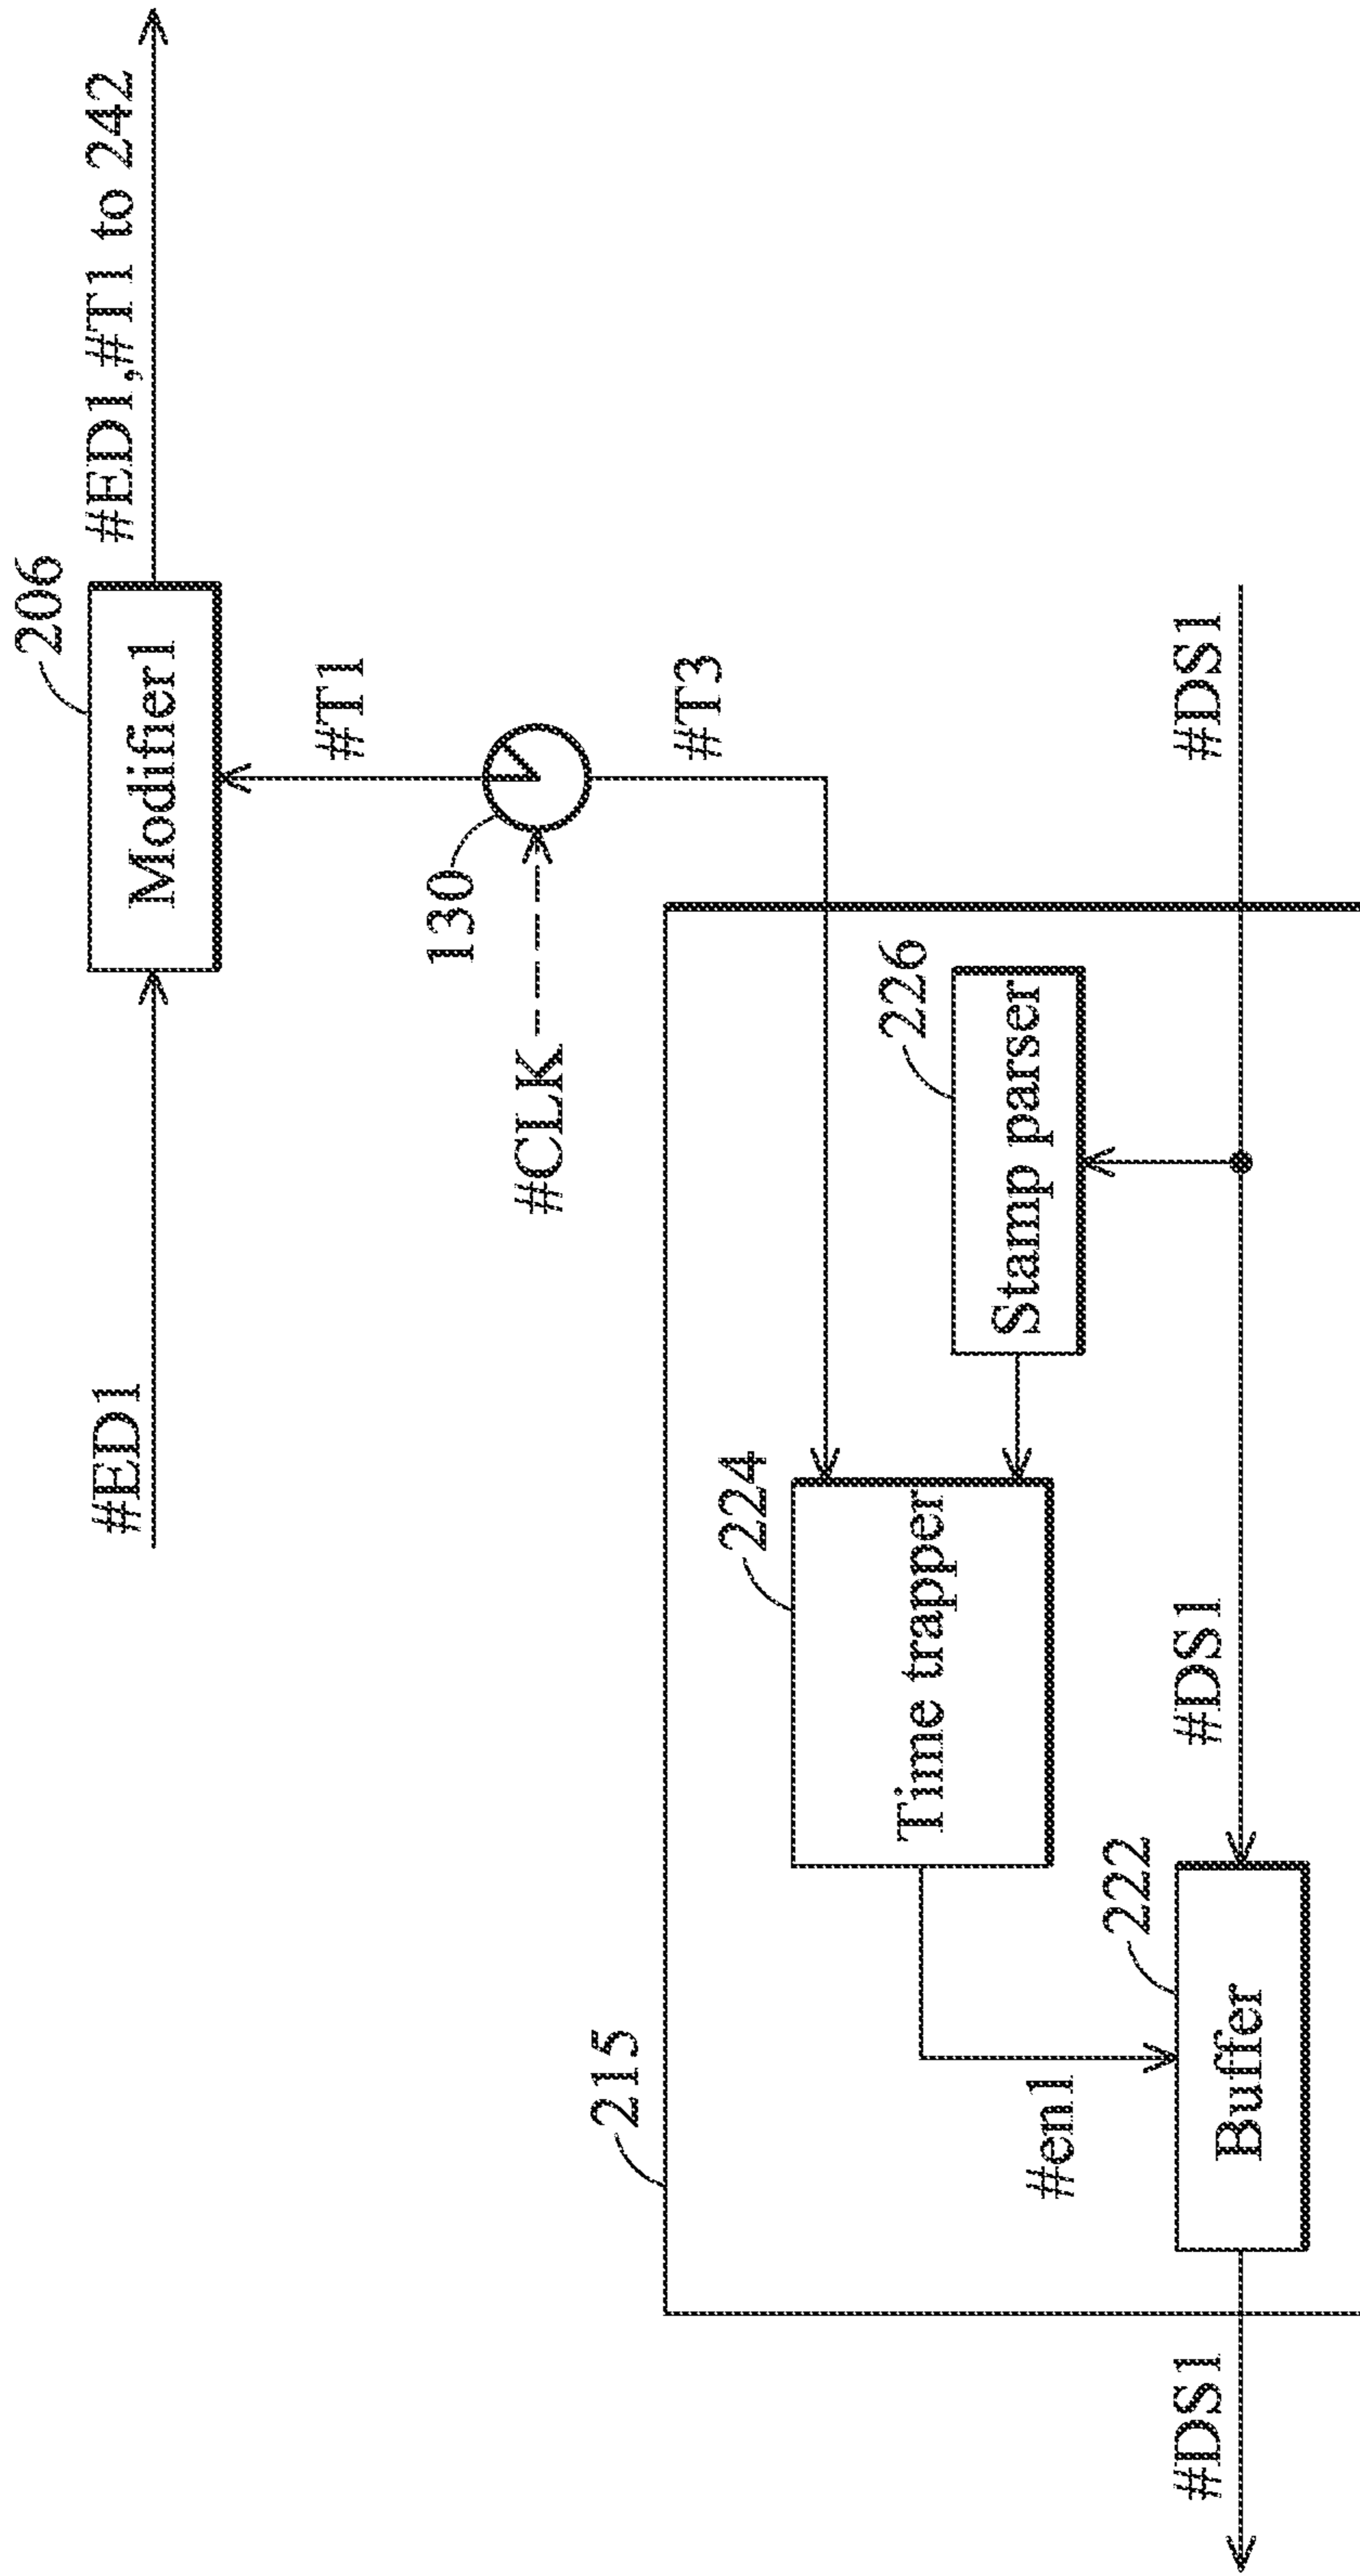 #ED1
206
Modifier1
#ED1,#T1 to 242
#T1
#CLK
130
#T3
215
224
Time trapper
226
Stamp parser
#en1
222
Buffer
#DS1
#DS1
#DS1